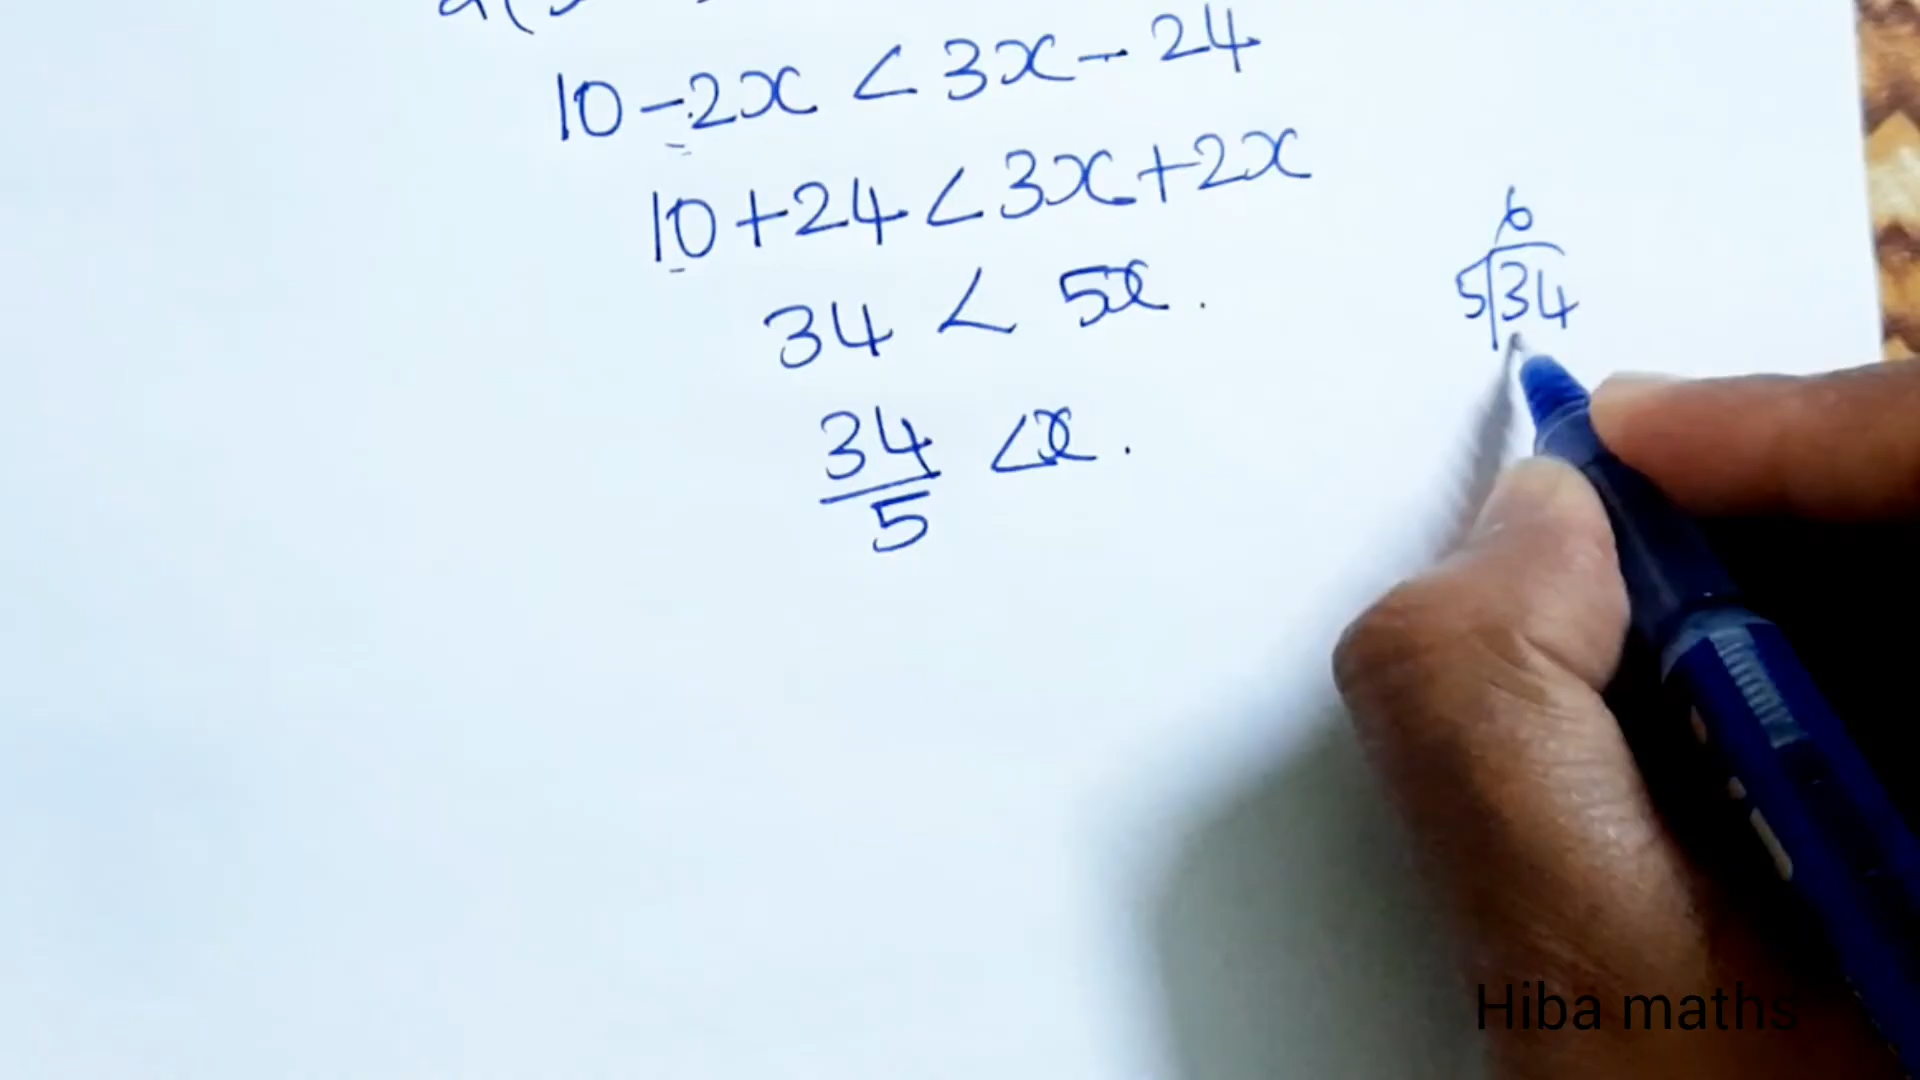 10-2x < 3x-24
10+24 < 3x+2x
34 < 5x.
34/5 < x.
6
5)34
Hiba maths